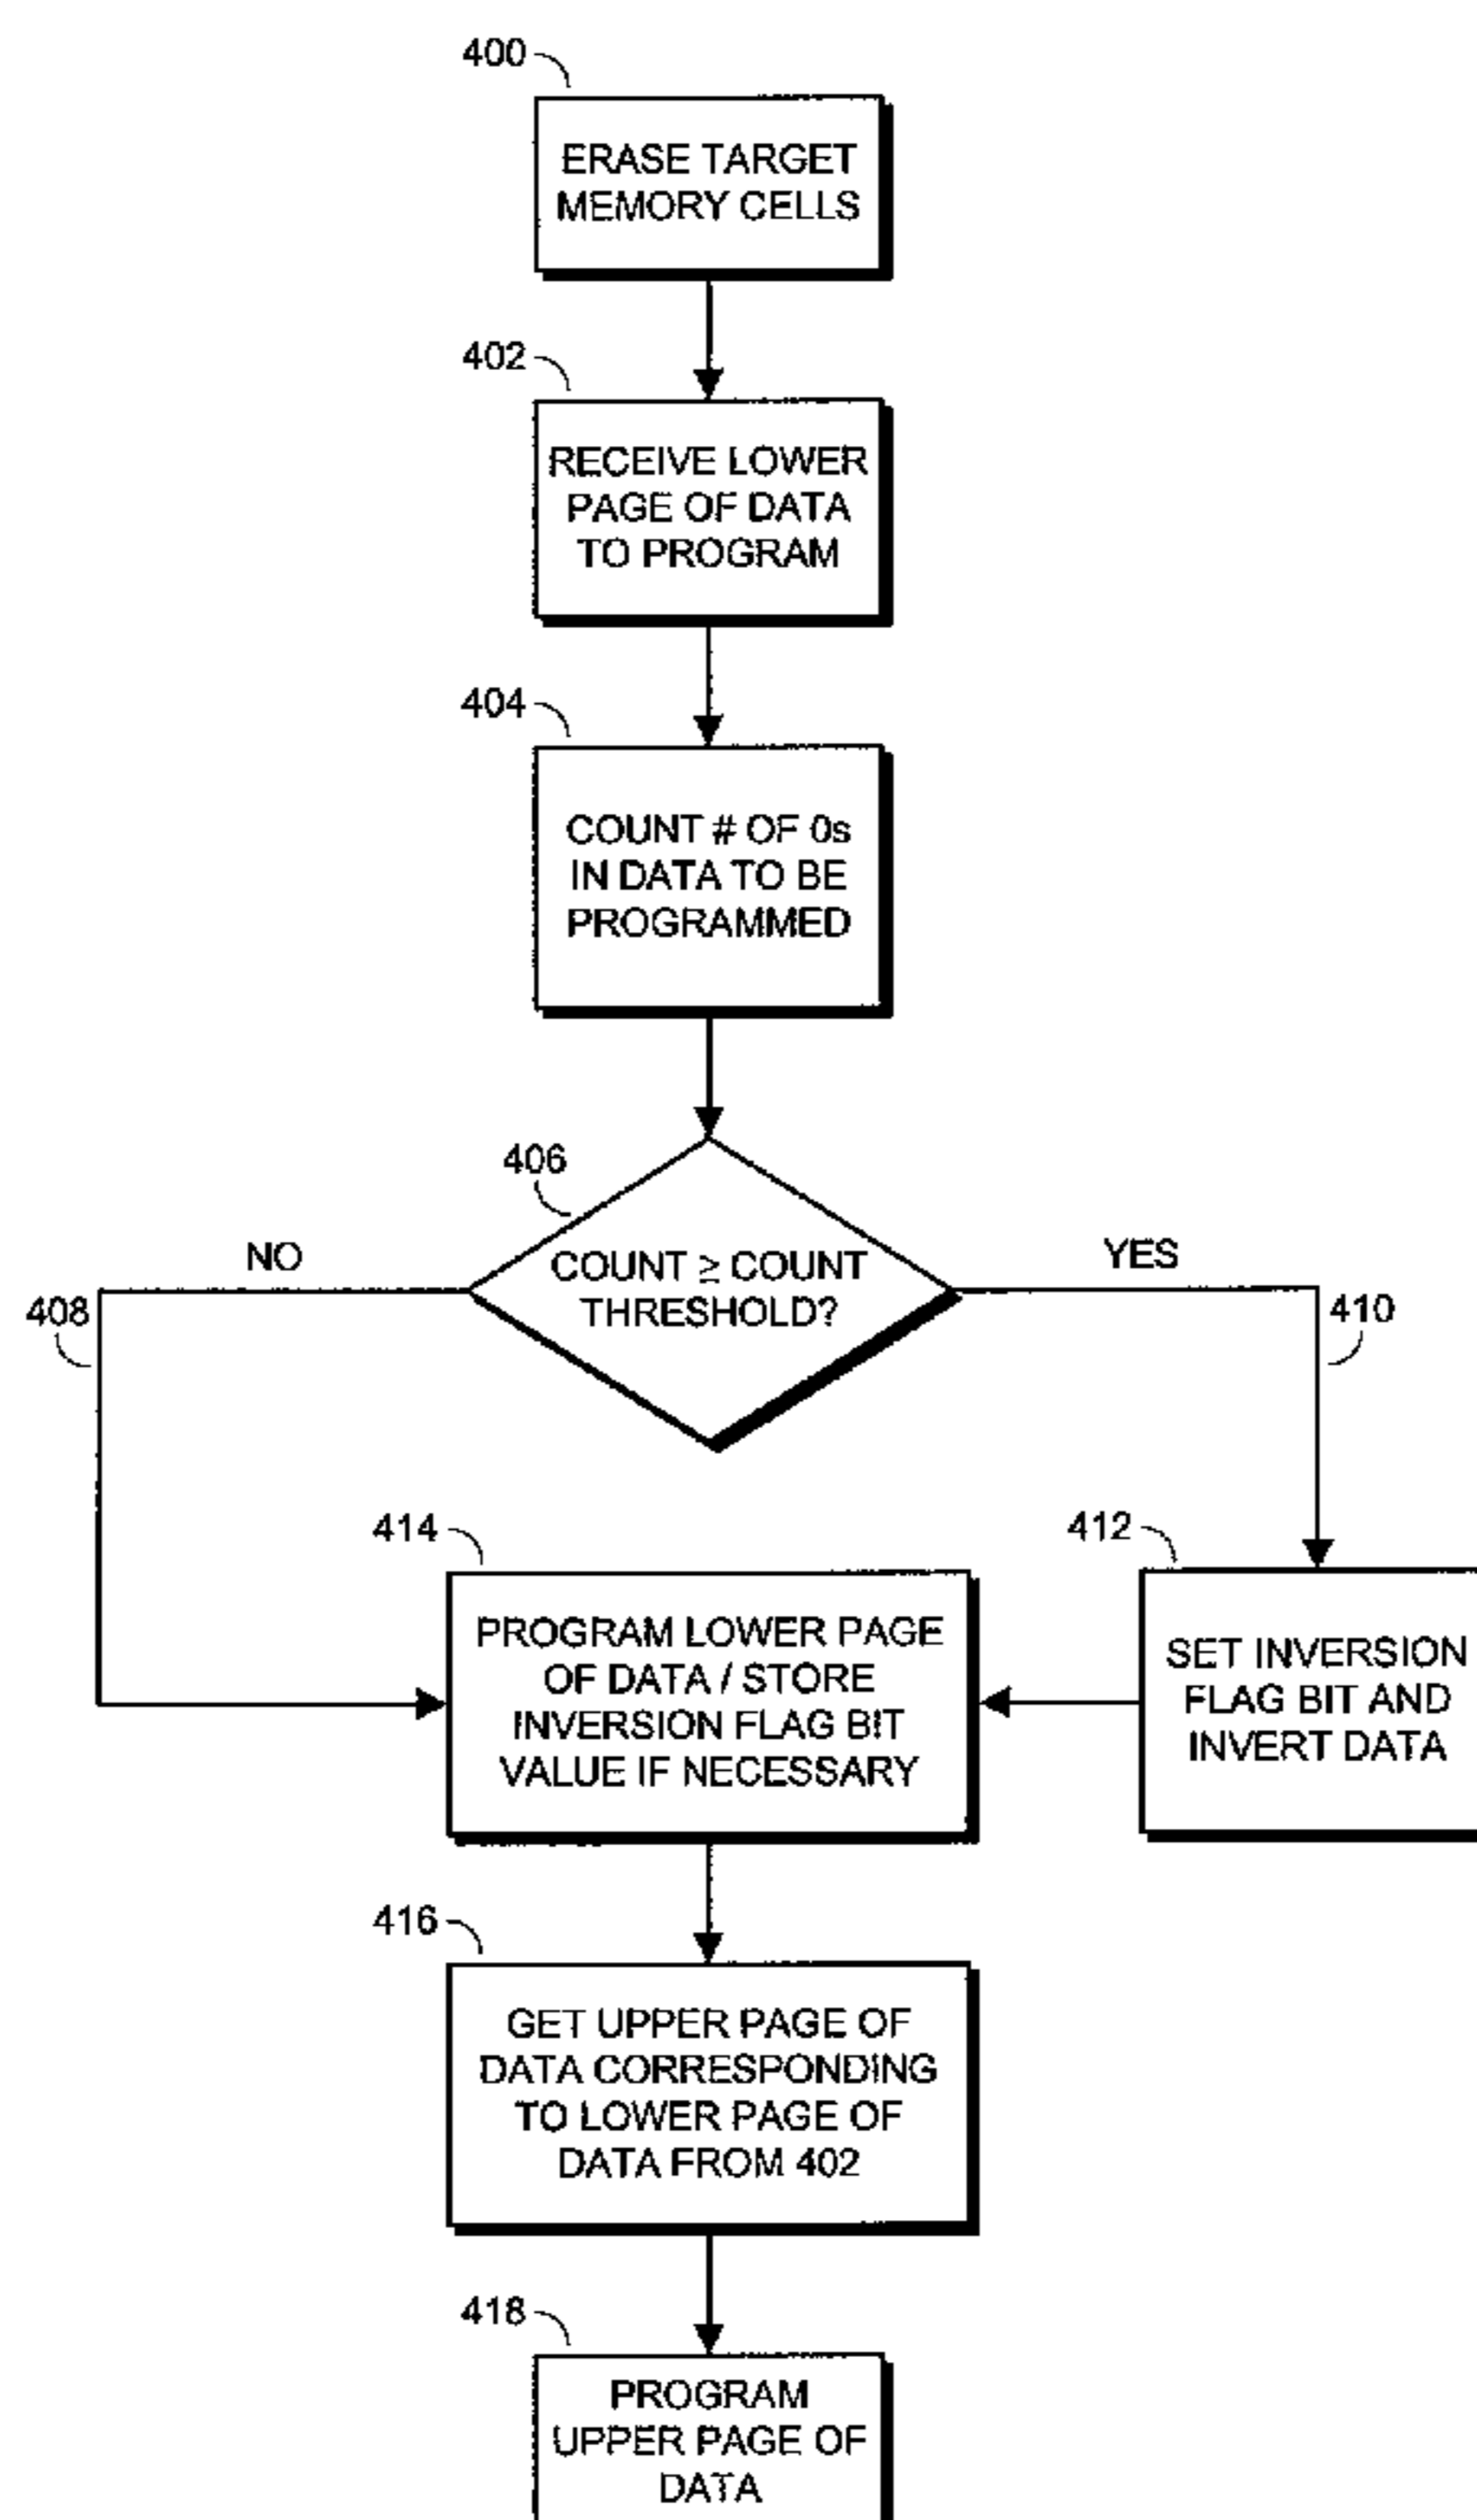 400
ERASE TARGET
MEMORY CELLS
402
RECEIVE LOWER
PAGE OF DATA
TO PROGRAM
404
COUNT # OF 0s
IN DATA TO BE
PROGRAMMED
406
COUNT ≥ COUNT
THRESHOLD?
NO
YES
408
410
414
PROGRAM LOWER PAGE
OF DATA / STORE
INVERSION FLAG BIT
VALUE IF NECESSARY
412
SET INVERSION
FLAG BIT AND
INVERT DATA
416
GET UPPER PAGE OF
DATA CORRESPONDING
TO LOWER PAGE OF
DATA FROM 402
418
PROGRAM
UPPER PAGE OF
DATA